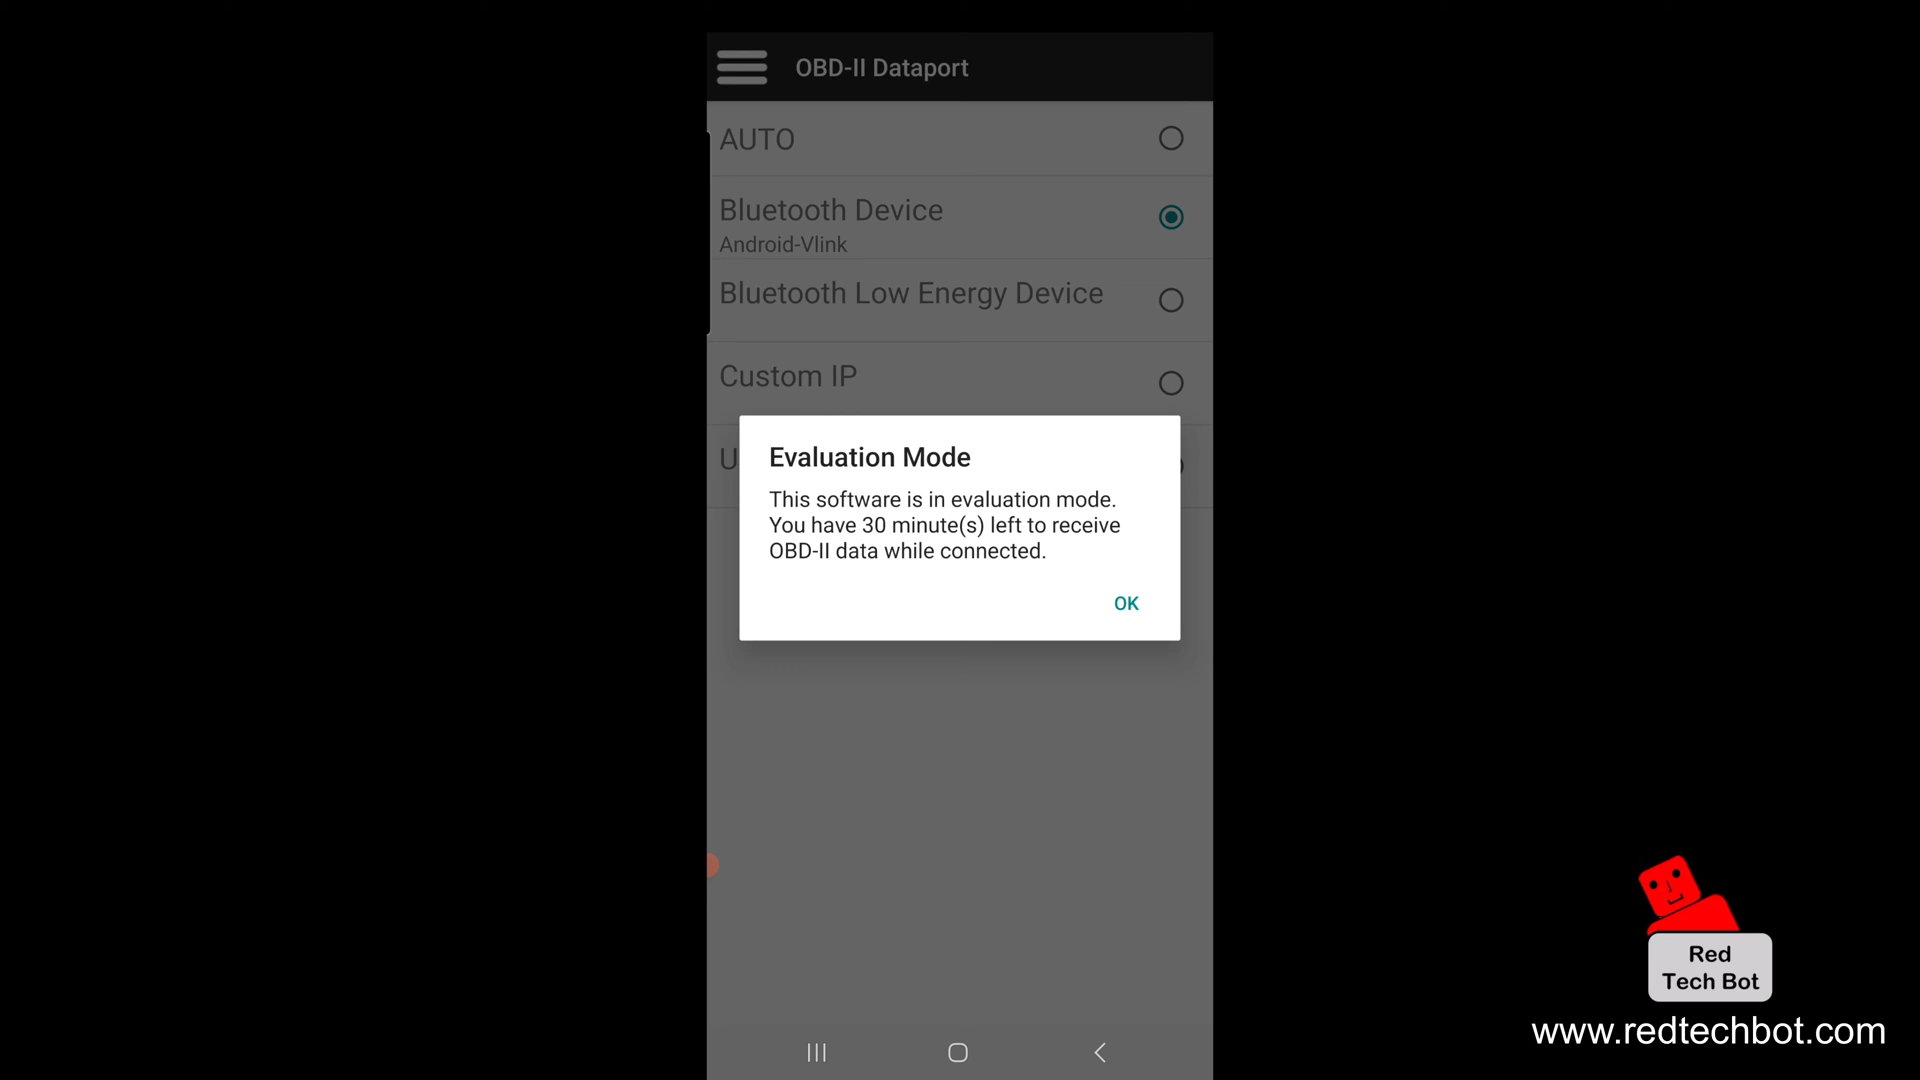 OBD-II Dataport
AUTO
Bluetooth Device
Android-Vlink
Bluetooth Low Energy Device
Custom IP
U
Evaluation Mode
This software is in evaluation mode.
You have 30 minute(s) left to receive
OBD-II data while connected.
OK
Red
Tech Bot
www.redtechbot.com